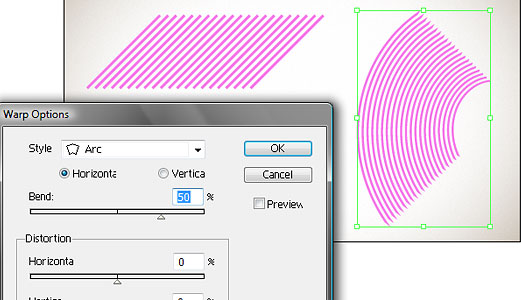 Warp Options
Style Arc
Horizonta Vertica
Bend: 50 %
OK
Cancel
Preview
Distortion
Horizonta 0 %